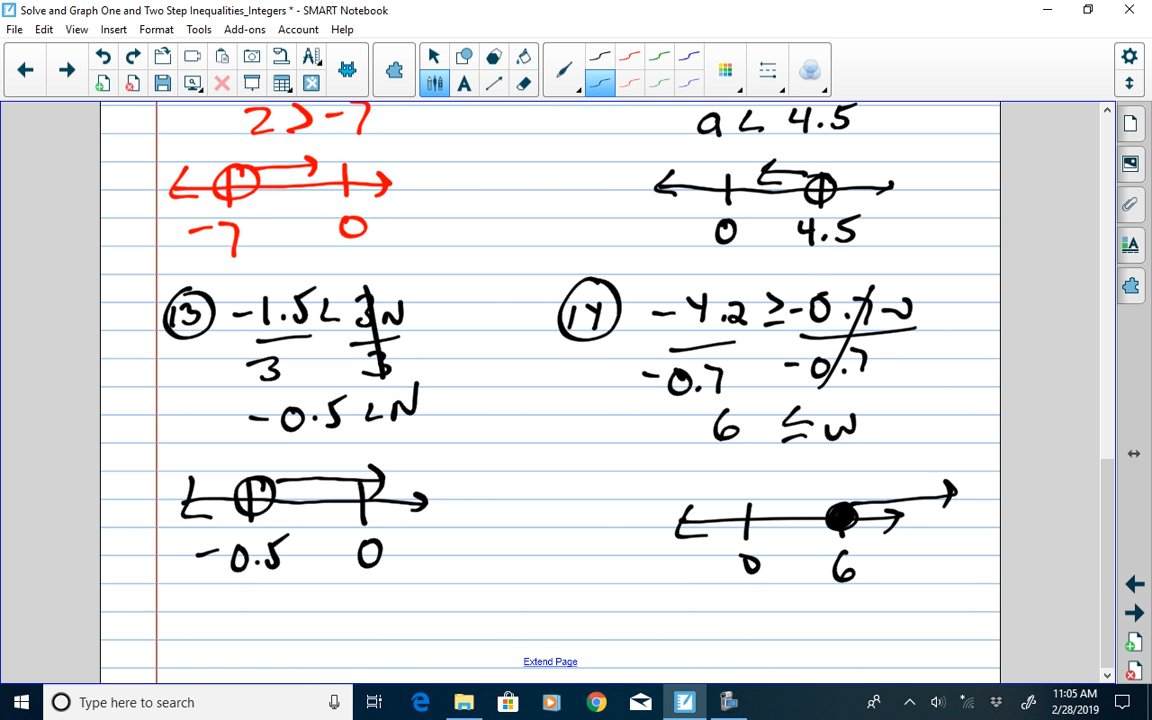 Solve and Graph One and Two Step Inequalities_Integers * - SMART Notebook
File Edit View Insert Format Tools Add-ons Account Help
2 > -7
-7 0
a < 4.5
0 4.5
13 -1.5 < 3N
3 3
-0.5 < N
-0.5 0
14 -4.2 ≥ -0.7w
-0.7 -0.7
6 ≤ w
0 6
Extend Page
Type here to search
11:05 AM
2/28/2019